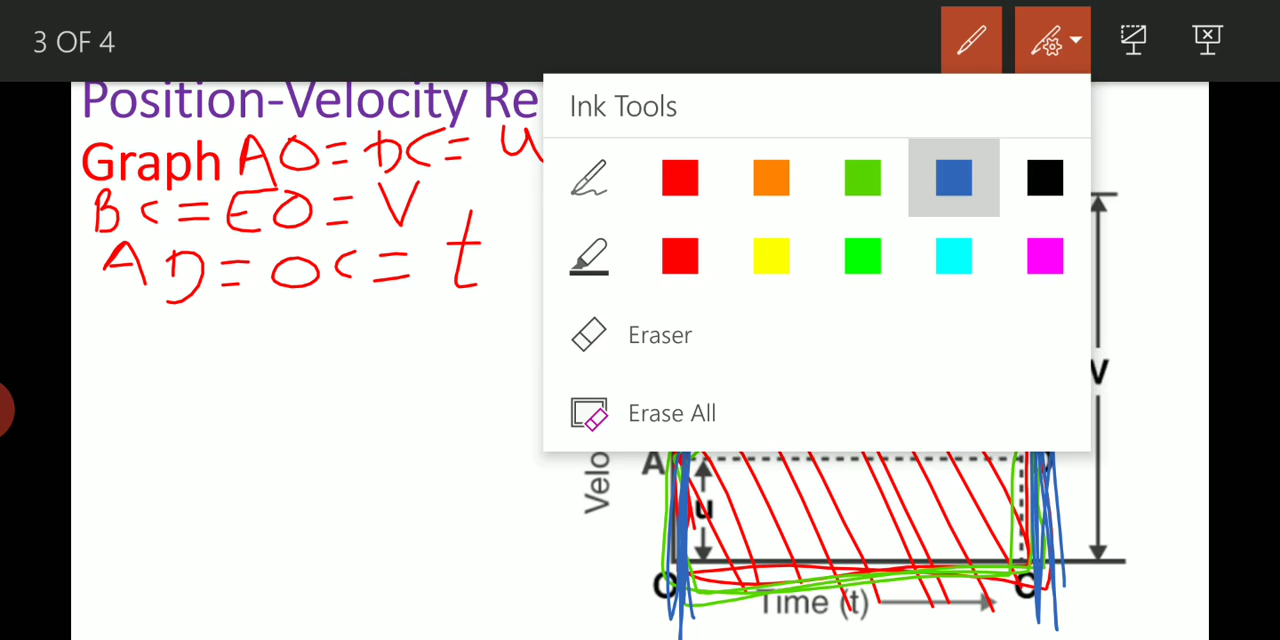 3 OF 4
Position-Velocity Re
Graph AO = DC = u
BC = EO = V
AD = OC = t
Ink Tools
Eraser
Erase All
V
Velo
A
u
O
C
Time (t)